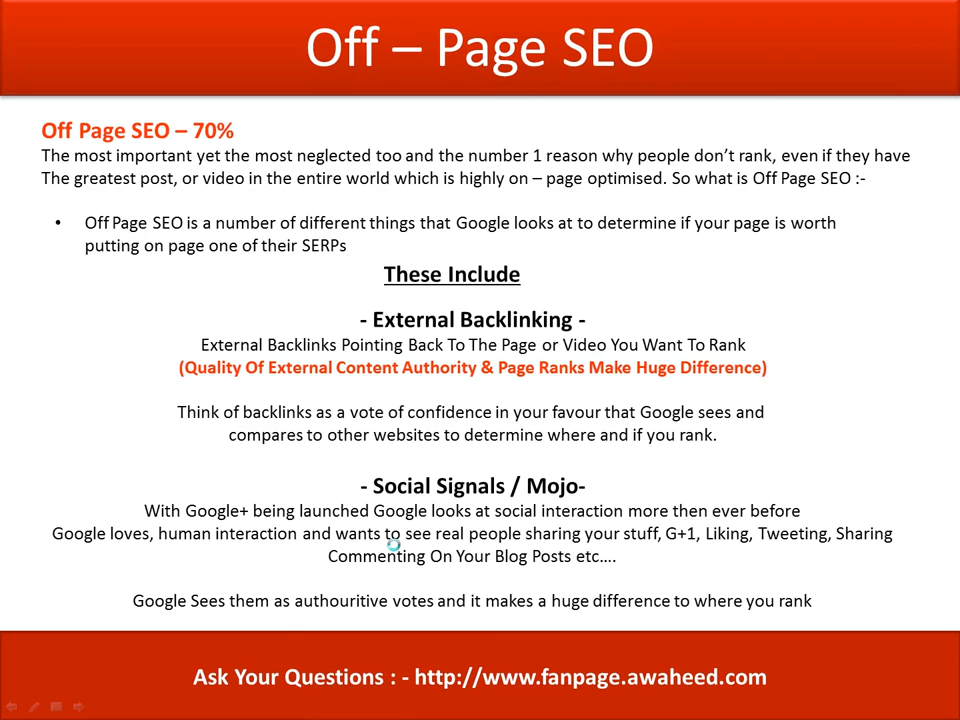 Off – Page SEO
Off Page SEO – 70%
The most important yet the most neglected too and the number 1 reason why people don't rank, even if they have
The greatest post, or video in the entire world which is highly on – page optimised. So what is Off Page SEO :-
• Off Page SEO is a number of different things that Google looks at to determine if your page is worth
putting on page one of their SERPs
These Include
- External Backlinking -
External Backlinks Pointing Back To The Page or Video You Want To Rank
(Quality Of External Content Authority & Page Ranks Make Huge Difference)
Think of backlinks as a vote of confidence in your favour that Google sees and
compares to other websites to determine where and if you rank.
- Social Signals / Mojo-
With Google+ being launched Google looks at social interaction more then ever before
Google loves, human interaction and wants to see real people sharing your stuff, G+1, Liking, Tweeting, Sharing
Commenting On Your Blog Posts etc....
Google Sees them as authouritive votes and it makes a huge difference to where you rank
Ask Your Questions : - http://www.fanpage.awaheed.com